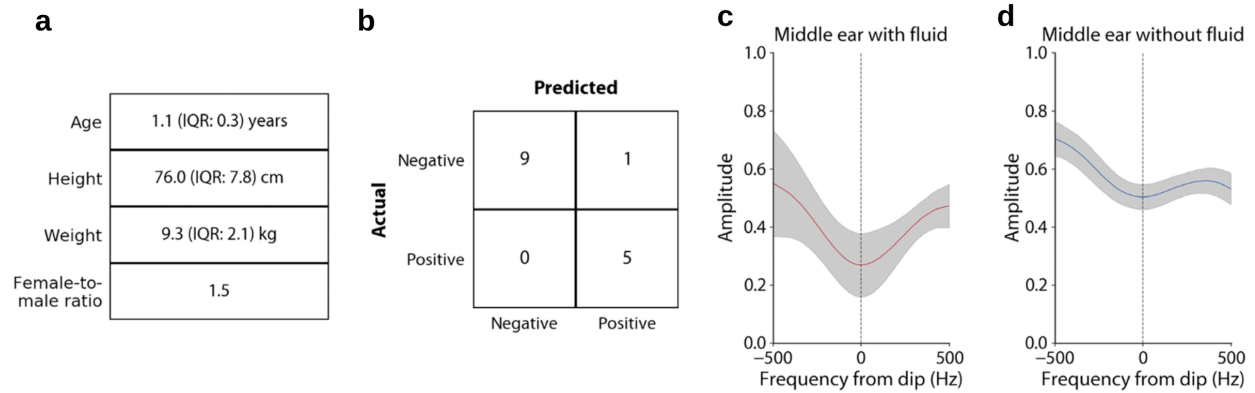 a
Age 1.1 (IQR: 0.3) years
Height 76.0 (IQR: 7.8) cm
Weight 9.3 (IQR: 2.1) kg
Female-to-
male ratio 1.5
b
Predicted
Actual
Negative 9 1
Positive 0 5
Negative Positive
c
Middle ear with fluid
Amplitude
1.0
0.8
0.6
0.4
0.2
0.0
−500 0 500
Frequency from dip (Hz)
d
Middle ear without fluid
Amplitude
1.0
0.8
0.6
0.4
0.2
0.0
−500 0 500
Frequency from dip (Hz)